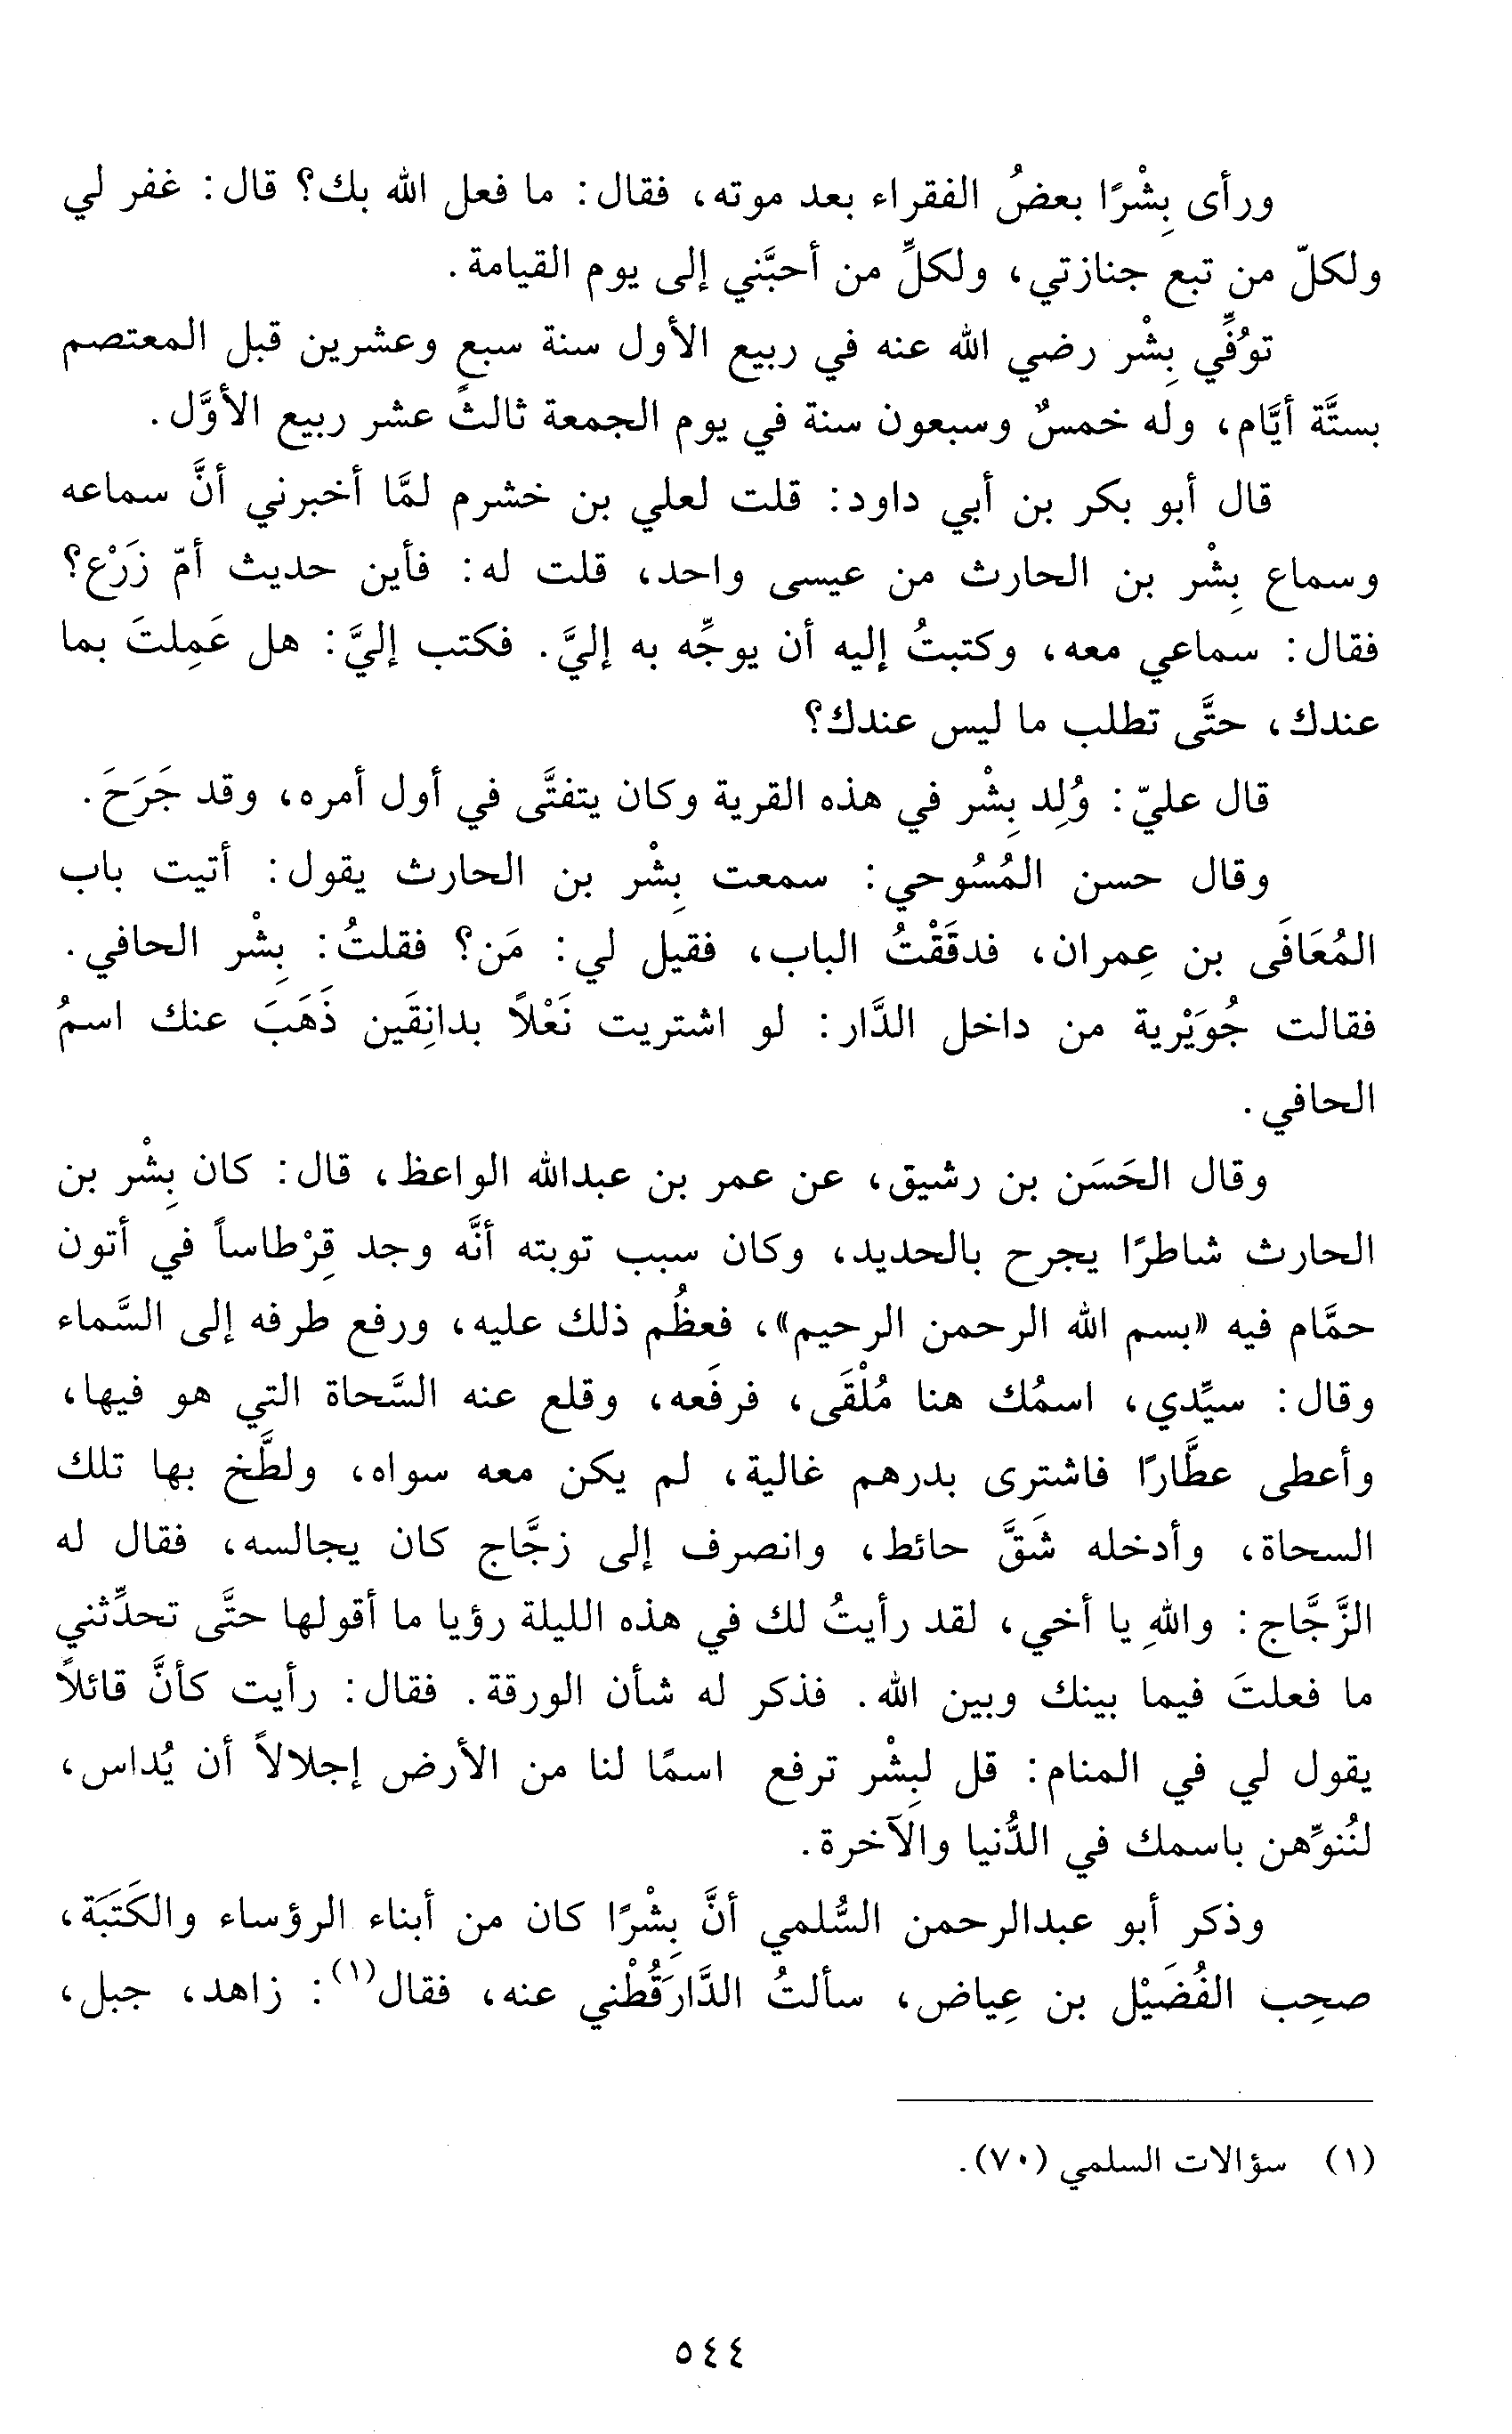 ورأى بِشْرًا بعضُ الفقراء بعد موته، فقال: ما فعل الله بك؟ قال: غفر لي
ولكلّ من تبع جنازتي، ولكلِّ من أحبَّني إلى يوم القيامة.
توُفِّي بِشْر رضي الله عنه في ربيع الأول سنة سبع وعشرين قبل المعتصم
بستَّة أيَّام، وله خمسٌ وسبعون سنة في يوم الجمعة ثالثَ عشر ربيع الأوَّل.
قال أبو بكر بن أبي داود: قلت لعلي بن خشرم لمَّا أخبرني أنَّ سماعه
وسماع بِشْر بن الحارث من عيسى واحد، قلت له: فأين حديث أمّ زَرْع؟
فقال: سماعي معه، وكتبتُ إليه أن يوجِّه به إليَّ. فكتب إليَّ: هل عَمِلتَ بما
عندك، حتَّى تطلب ما ليس عندك؟
قال عليّ: وُلِد بِشْر في هذه القرية وكان يتفتَّى في أول أمره، وقد جَرَحَ.
وقال حسن المُسُوحي: سمعت بِشْر بن الحارث يقول: أتيت باب
المُعَافَى بن عِمران، فدقَقْتُ الباب، فقيل لي: مَن؟ فقلتُ: بِشْر الحافي.
فقالت جُوَيْرية من داخل الدَّار: لو اشتريت نَعْلاً بدانِقَين ذَهَبَ عنك اسمُ
الحافي.
وقال الحَسَن بن رشيق، عن عمر بن عبدالله الواعظ، قال: كان بِشْر بن
الحارث شاطرًا يجرح بالحديد، وكان سبب توبته أنَّه وجد قِرْطاساً في أتون
حمَّام فيه «بسم الله الرحمن الرحيم»، فعظُم ذلك عليه، ورفع طرفه إلى السَّماء
وقال: سيِّدي، اسمُك هنا مُلْقَى، فرفَعه، وقلع عنه السَّحاة التي هو فيها،
وأعطى عطَّارًا فاشترى بدرهم غالية، لم يكن معه سواه، ولطَّخ بها تلك
السحاة، وأدخله شَقَّ حائط، وانصرف إلى زجَّاج كان يجالسه، فقال له
الزَّجَّاج: واللهِ يا أخي، لقد رأيتُ لك في هذه الليلة رؤيا ما أقولها حتَّى تحدِّثني
ما فعلتَ فيما بينك وبين الله. فذكر له شأن الورقة. فقال: رأيت كأنَّ قائلاً
يقول لي في المنام: قل لبِشْر ترفع اسمًا لنا من الأرض إجلالاً أن يُداس،
لنُنوِّهن باسمك في الدُّنيا والآخرة.
وذكر أبو عبدالرحمن السُّلمي أنَّ بِشْرًا كان من أبناء الرؤساء والكَتَبَة،
صحِب الفُضَيْل بن عِياض، سألتُ الدَّارَقُطْني عنه، فقال(١): زاهد، جبل،
(١) سؤالات السلمي (٧٠).
٥٤٤